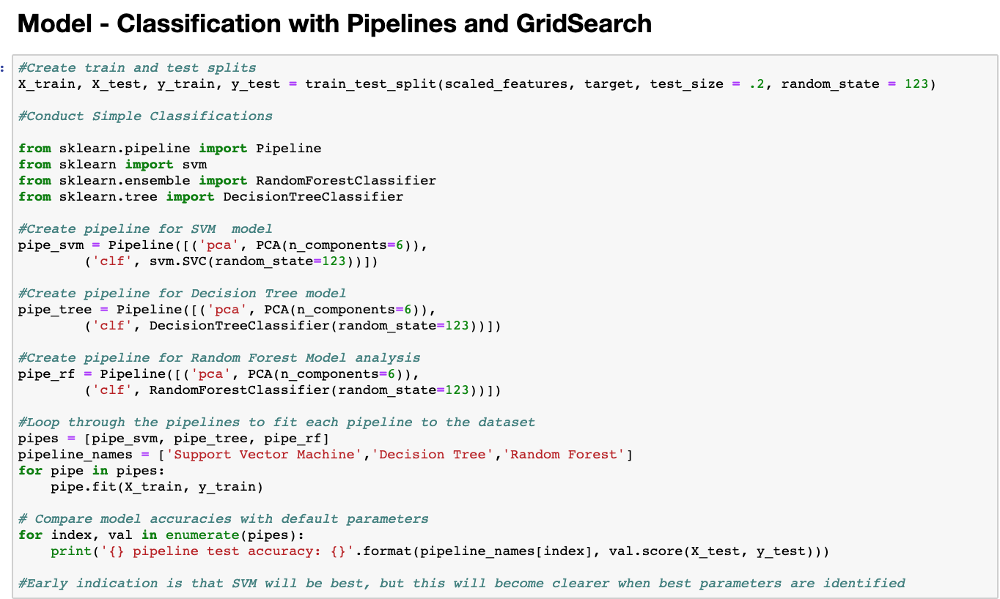 Model - Classification with Pipelines and GridSearch
:
#Create train and test splits
X_train, X_test, y_train, y_test = train_test_split(scaled_features, target, test_size = .2, random_state = 123)
#Conduct Simple Classifications
from sklearn.pipeline import Pipeline
from sklearn import svm
from sklearn.ensemble import RandomForestClassifier
from sklearn.tree import DecisionTreeClassifier
#Create pipeline for SVM  model
pipe_svm = Pipeline([('pca', PCA(n_components=6)),
        ('clf', svm.SVC(random_state=123))])
#Create pipeline for Decision Tree model
pipe_tree = Pipeline([('pca', PCA(n_components=6)),
        ('clf', DecisionTreeClassifier(random_state=123))])
#Create pipeline for Random Forest Model analysis
pipe_rf = Pipeline([('pca', PCA(n_components=6)),
        ('clf', RandomForestClassifier(random_state=123))])
#Loop through the pipelines to fit each pipeline to the dataset
pipes = [pipe_svm, pipe_tree, pipe_rf]
pipeline_names = ['Support Vector Machine','Decision Tree','Random Forest']
for pipe in pipes:
    pipe.fit(X_train, y_train)
# Compare model accuracies with default parameters
for index, val in enumerate(pipes):
    print('{} pipeline test accuracy: {}'.format(pipeline_names[index], val.score(X_test, y_test)))
#Early indication is that SVM will be best, but this will become clearer when best parameters are identified